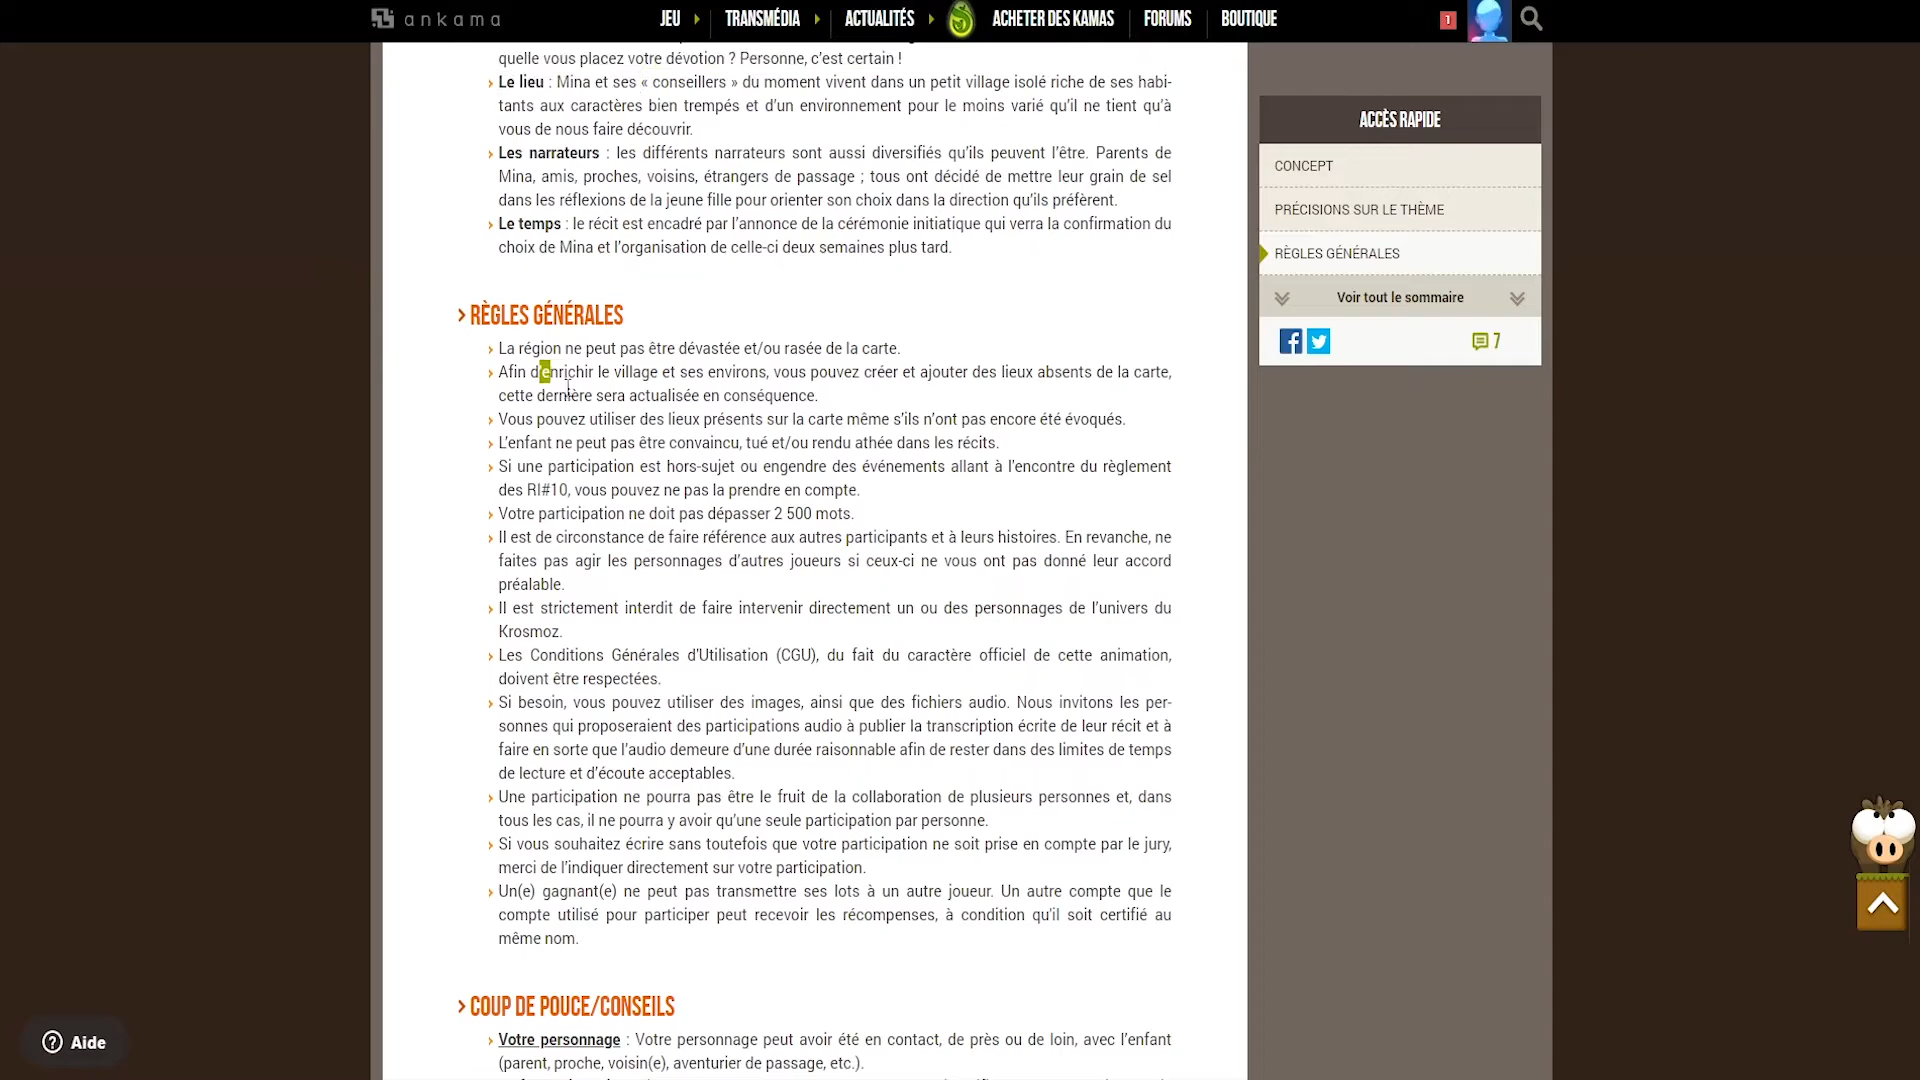 ankama
JEU
TRANSMÉDIA
ACTUALITÉS
ACHETER DES KAMAS
FORUMS
BOUTIQUE
1
quelle vous placez votre dévotion ? Personne, c’est certain !
Le lieu : Mina et ses « conseillers » du moment vivent dans un petit village isolé riche de ses habi-
tants aux caractères bien trempés et d’un environnement pour le moins varié qu’il ne tient qu’à
vous de nous faire découvrir.
Les narrateurs : les différents narrateurs sont aussi diversifiés qu’ils peuvent l’être. Parents de
Mina, amis, proches, voisins, étrangers de passage ; tous ont décidé de mettre leur grain de sel
dans les réflexions de la jeune fille pour orienter son choix dans la direction qu’ils préfèrent.
Le temps : le récit est encadré par l’annonce de la cérémonie initiatique qui verra la confirmation du
choix de Mina et l’organisation de celle-ci deux semaines plus tard.
RÈGLES GÉNÉRALES
La région ne peut pas être dévastée et/ou rasée de la carte.
Afin d'enrichir le village et ses environs, vous pouvez créer et ajouter des lieux absents de la carte,
cette dernière sera actualisée en conséquence.
Vous pouvez utiliser des lieux présents sur la carte même s’ils n’ont pas encore été évoqués.
L’enfant ne peut pas être convaincu, tué et/ou rendu athée dans les récits.
Si une participation est hors-sujet ou engendre des événements allant à l'encontre du règlement
des RI#10, vous pouvez ne pas la prendre en compte.
Votre participation ne doit pas dépasser 2 500 mots.
Il est de circonstance de faire référence aux autres participants et à leurs histoires. En revanche, ne
faites pas agir les personnages d’autres joueurs si ceux-ci ne vous ont pas donné leur accord
préalable.
Il est strictement interdit de faire intervenir directement un ou des personnages de l’univers du
Krosmoz.
Les Conditions Générales d’Utilisation (CGU), du fait du caractère officiel de cette animation,
doivent être respectées.
Si besoin, vous pouvez utiliser des images, ainsi que des fichiers audio. Nous invitons les per-
sonnes qui proposeraient des participations audio à publier la transcription écrite de leur récit et à
faire en sorte que l’audio demeure d’une durée raisonnable afin de rester dans des limites de temps
de lecture et d’écoute acceptables.
Une participation ne pourra pas être le fruit de la collaboration de plusieurs personnes et, dans
tous les cas, il ne pourra y avoir qu’une seule participation par personne.
Si vous souhaitez écrire sans toutefois que votre participation ne soit prise en compte par le jury,
merci de l’indiquer directement sur votre participation.
Un(e) gagnant(e) ne peut pas transmettre ses lots à un autre joueur. Un autre compte que le
compte utilisé pour participer peut recevoir les récompenses, à condition qu'il soit certifié au
même nom.
COUP DE POUCE/CONSEILS
Votre personnage : Votre personnage peut avoir été en contact, de près ou de loin, avec l’enfant
(parent, proche, voisin(e), aventurier de passage, etc.).
ACCÈS RAPIDE
CONCEPT
PRÉCISIONS SUR LE THÈME
RÈGLES GÉNÉRALES
Voir tout le sommaire
7
Aide